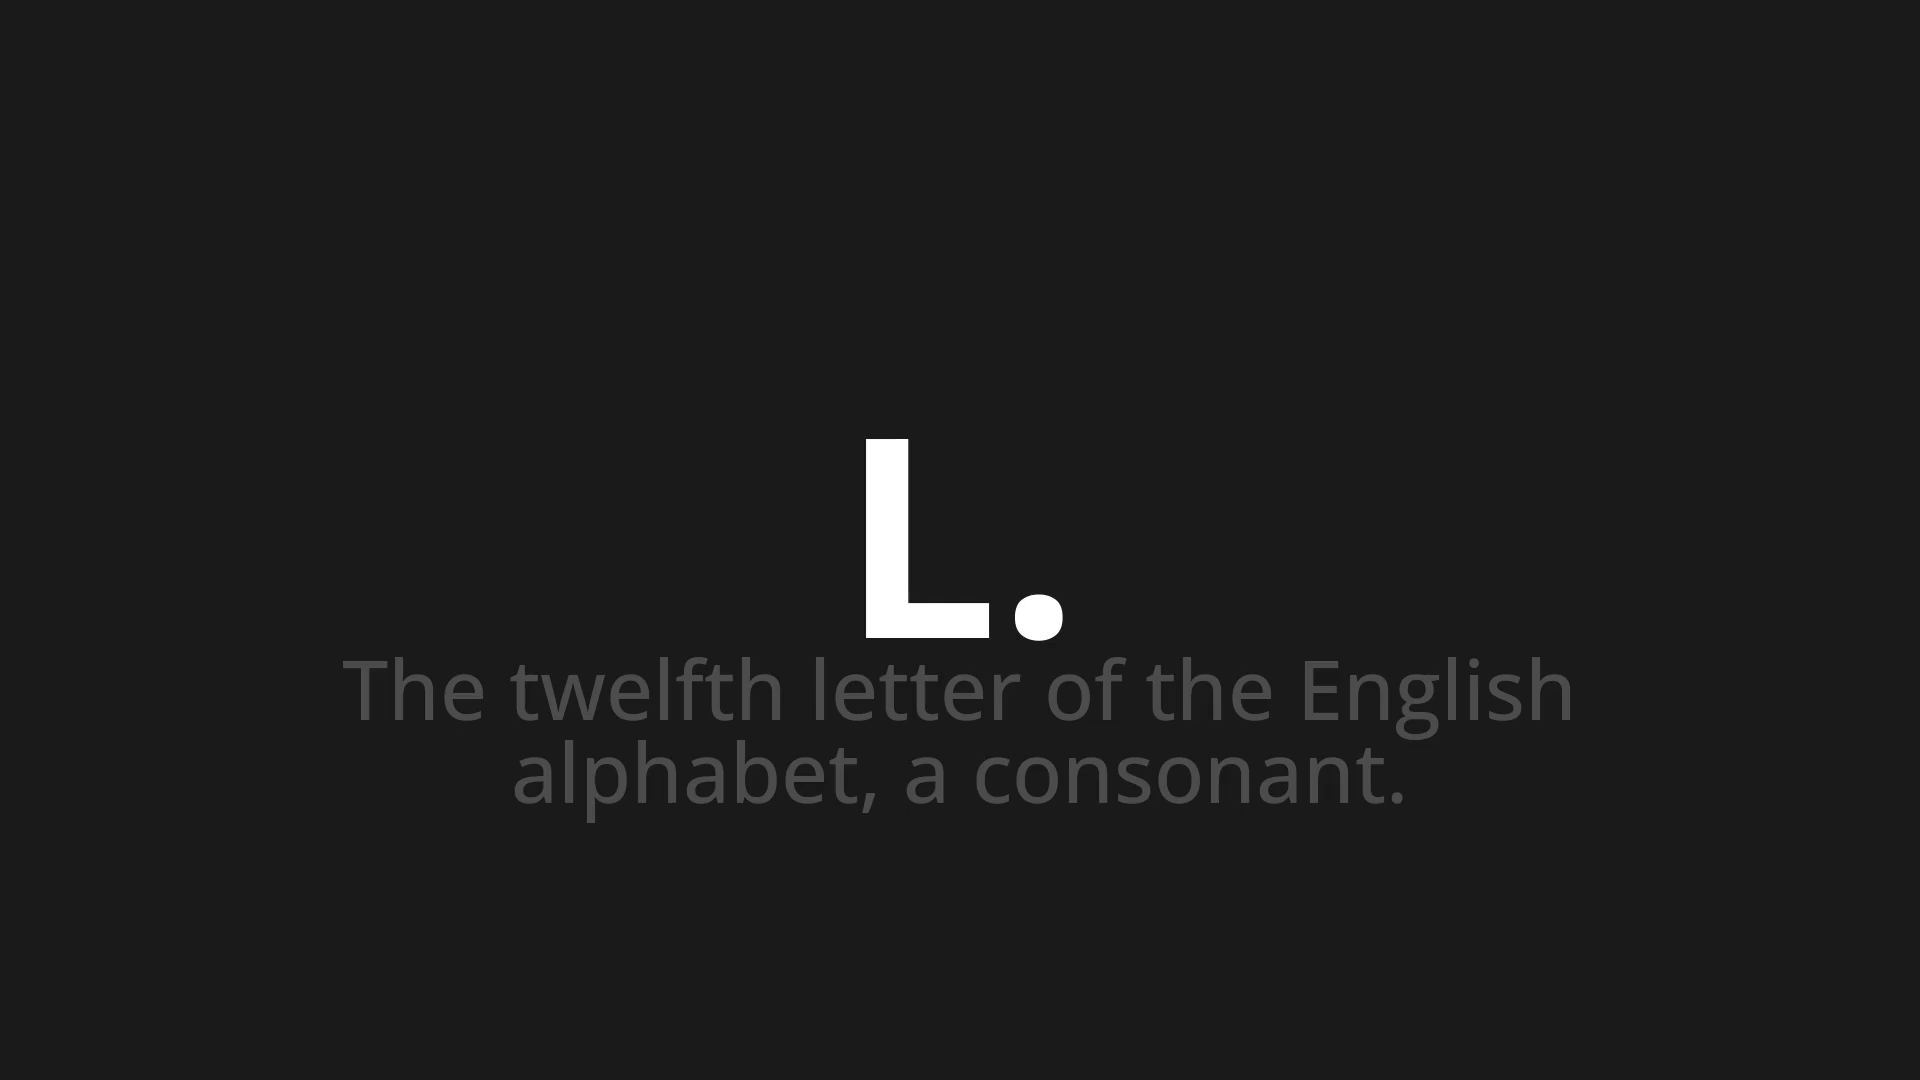 L.
The twelfth letter of the English
alphabet, a consonant.